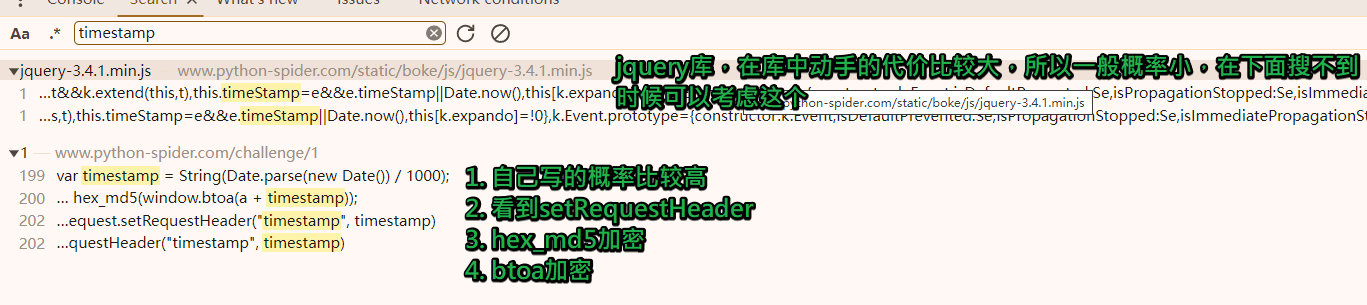 Console Search × What's new Issues Network conditions
Aa .* timestamp
jquery-3.4.1.min.js www.python-spider.com/static/boke/js/jquery-3.4.1.min.js
jquery库，在库中动手的代价比较大，所以一般概率小，在下面搜不到
时候可以考虑这个
1 ...t&&k.extend(this,t),this.timeStamp=e&&e.timeStamp||Date.now(),this[k.expando
python-spider.com/static/boke/js/jquery-3.4.1.min.js
isDefaultPrevented:Se,isPropagationStopped:Se,isImmedia
1 ...s,t),this.timeStamp=e&&e.timeStamp||Date.now(),this[k.expando]=!0},k.Event.prototype={constructor:k.Event,isDefaultPrevented:Se,isPropagationStopped:Se,isImmediatePropagationSt
1 — www.python-spider.com/challenge/1
199 var timestamp = String(Date.parse(new Date()) / 1000);
200 ... hex_md5(window.btoa(a + timestamp));
202 ...equest.setRequestHeader("timestamp", timestamp)
202 ...questHeader("timestamp", timestamp)
1. 自己写的概率比较高
2. 看到setRequestHeader
3. hex_md5加密
4. btoa加密